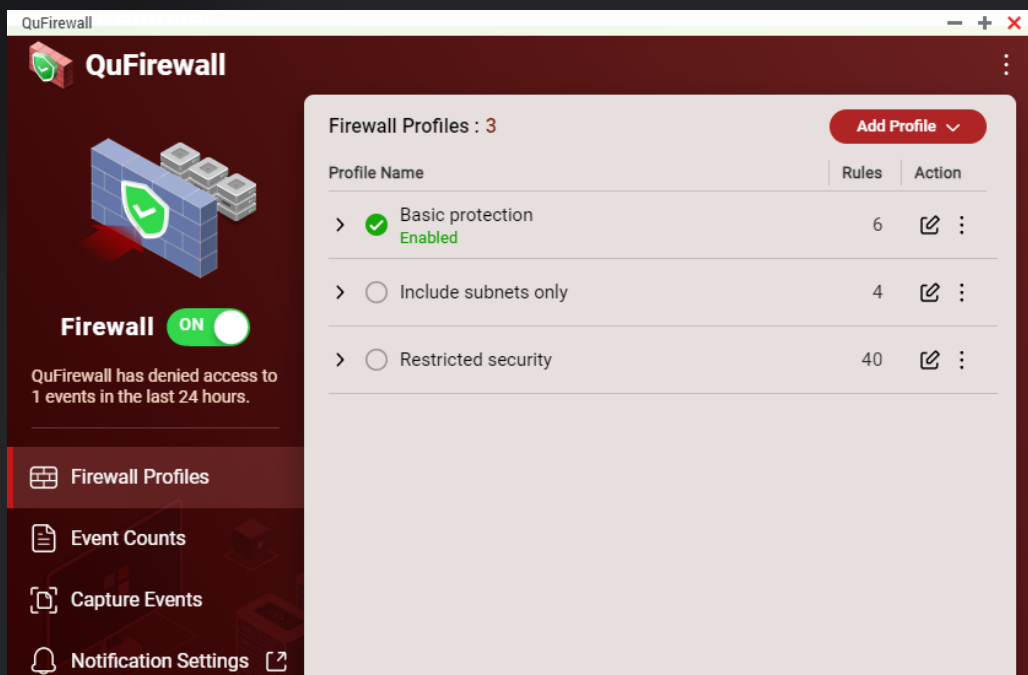 QuFirewall
QuFirewall
Firewall Profiles : 3
Add Profile
Profile Name Rules Action
Basic protection 6
Enabled
Include subnets only 4
Restricted security 40
Firewall ON
QuFirewall has denied access to
1 events in the last 24 hours.
Firewall Profiles
Event Counts
Capture Events
Notification Settings